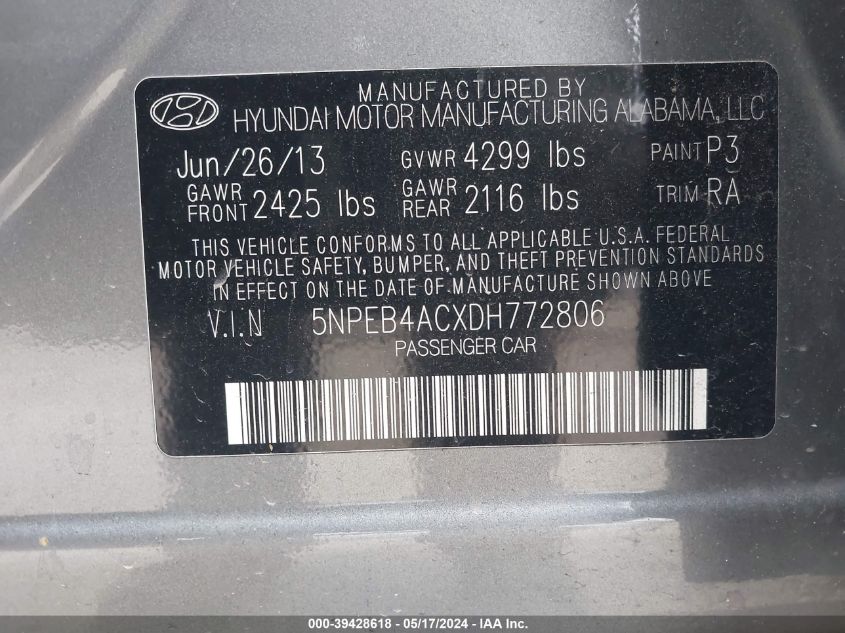 MANUFACTURED BY
HYUNDAI MOTOR MANUFACTURING ALABAMA, LLC
Jun/26/13 GVWR 4299 lbs PAINT P3
GAWR FRONT 2425 lbs GAWR REAR 2116 lbs TRIM RA
THIS VEHICLE CONFORMS TO ALL APPLICABLE U.S.A. FEDERAL
MOTOR VEHICLE SAFETY, BUMPER, AND THEFT PREVENTION STANDARDS
IN EFFECT ON THE DATE OF MANUFACTURE SHOWN ABOVE
V.I.N 5NPEB4ACXDH772806
PASSENGER CAR
000-39428618 - 05/17/2024 - IAAI.com